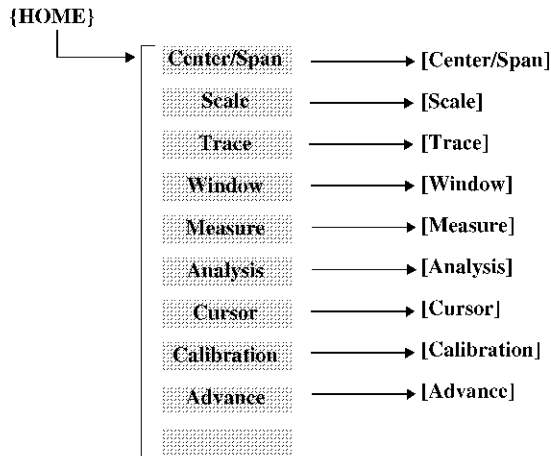 {HOME}
Center/Span [Center/Span]
Scale [Scale]
Trace [Trace]
Window [Window]
Measure [Measure]
Analysis [Analysis]
Cursor [Cursor]
Calibration [Calibration]
Advance [Advance]